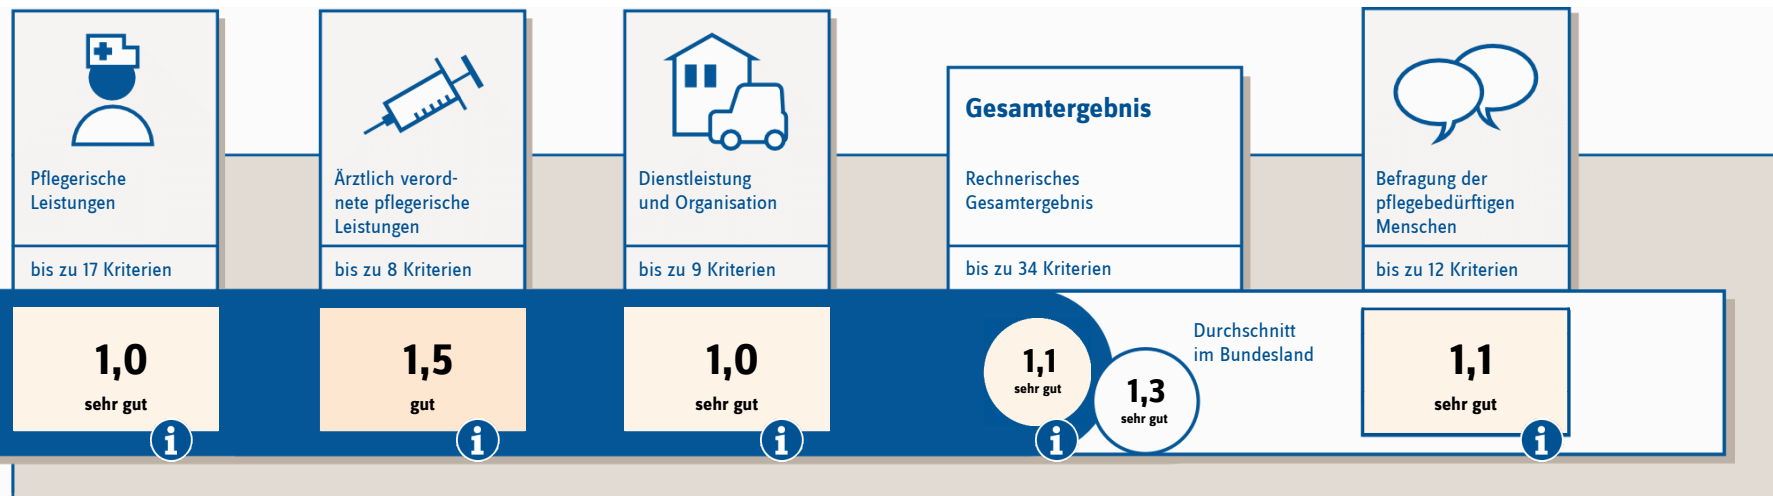 Pflegerische
Leistungen
bis zu 17 Kriterien
1,0
sehr gut
i
Ärztlich verord-
nete pflegerische
Leistungen
bis zu 8 Kriterien
1,5
gut
i
Dienstleistung
und Organisation
bis zu 9 Kriterien
1,0
sehr gut
i
Gesamtergebnis
Rechnerisches
Gesamtergebnis
bis zu 34 Kriterien
1,1
sehr gut
i
1,3
sehr gut
Durchschnitt
im Bundesland
Befragung der
pflegebedürftigen
Menschen
bis zu 12 Kriterien
1,1
sehr gut
i